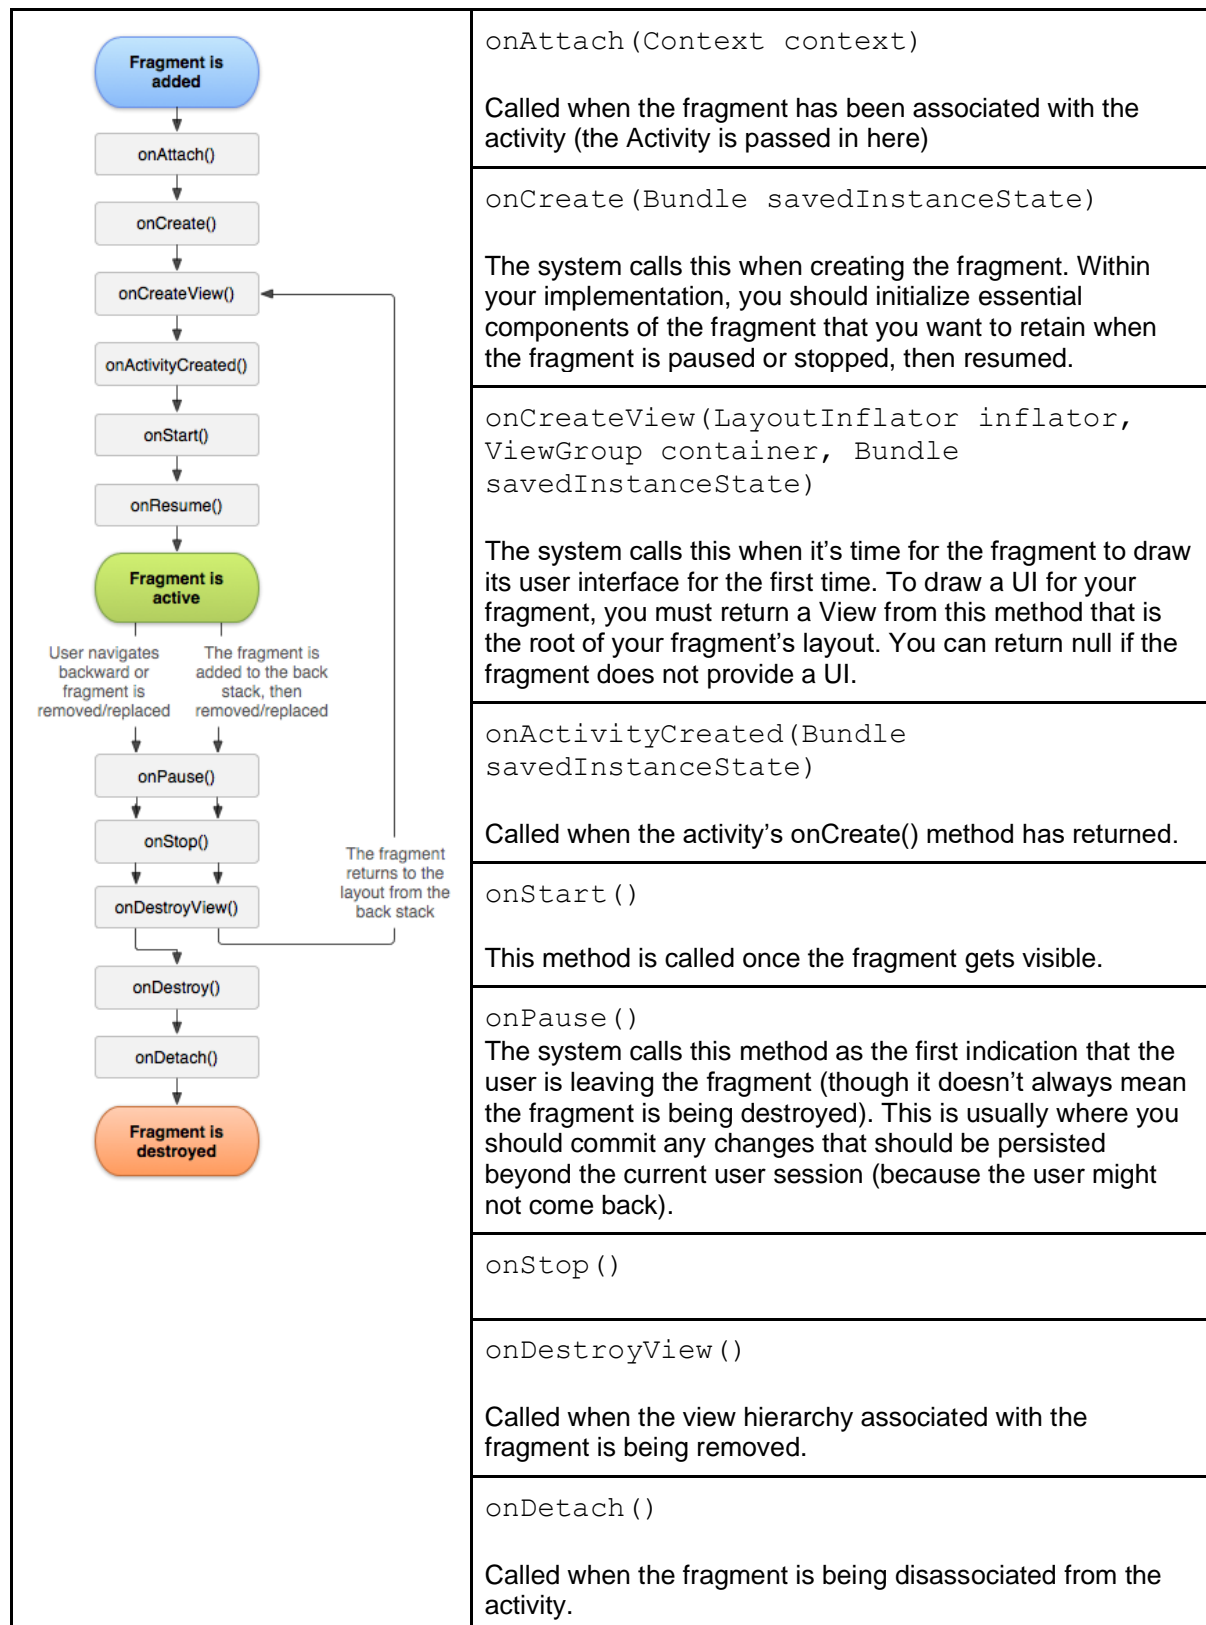 Fragment is
added
onAttach()
onCreate()
onCreateView()
onActivityCreated()
onStart()
onResume()
Fragment is
active
User navigates
backward or
fragment is
removed/replaced
The fragment is
added to the back
stack, then
removed/replaced
onPause()
onStop()
The fragment
returns to the
layout from the
back stack
onDestroyView()
onDestroy()
onDetach()
Fragment is
destroyed
onAttach(Context context)
Called when the fragment has been associated with the
activity (the Activity is passed in here)
onCreate(Bundle savedInstanceState)
The system calls this when creating the fragment. Within
your implementation, you should initialize essential
components of the fragment that you want to retain when
the fragment is paused or stopped, then resumed.
onCreateView(LayoutInflator inflator,
ViewGroup container, Bundle
savedInstanceState)
The system calls this when it’s time for the fragment to draw
its user interface for the first time. To draw a UI for your
fragment, you must return a View from this method that is
the root of your fragment’s layout. You can return null if the
fragment does not provide a UI.
onActivityCreated(Bundle
savedInstanceState)
Called when the activity’s onCreate() method has returned.
onStart()
This method is called once the fragment gets visible.
onPause()
The system calls this method as the first indication that the
user is leaving the fragment (though it doesn’t always mean
the fragment is being destroyed). This is usually where you
should commit any changes that should be persisted
beyond the current user session (because the user might
not come back).
onStop()
onDestroyView()
Called when the view hierarchy associated with the
fragment is being removed.
onDetach()
Called when the fragment is being disassociated from the
activity.